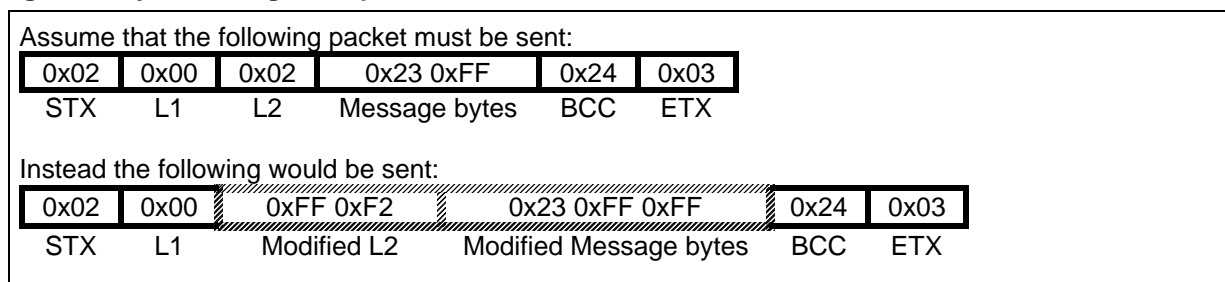 Assume that the following packet must be sent:
0x02 0x00 0x02 0x23 0xFF 0x24 0x03
STX L1 L2 Message bytes BCC ETX
Instead the following would be sent:
0x02 0x00 0xFF 0xF2 0x23 0xFF 0xFF 0x24 0x03
STX L1 Modified L2 Modified Message bytes BCC ETX